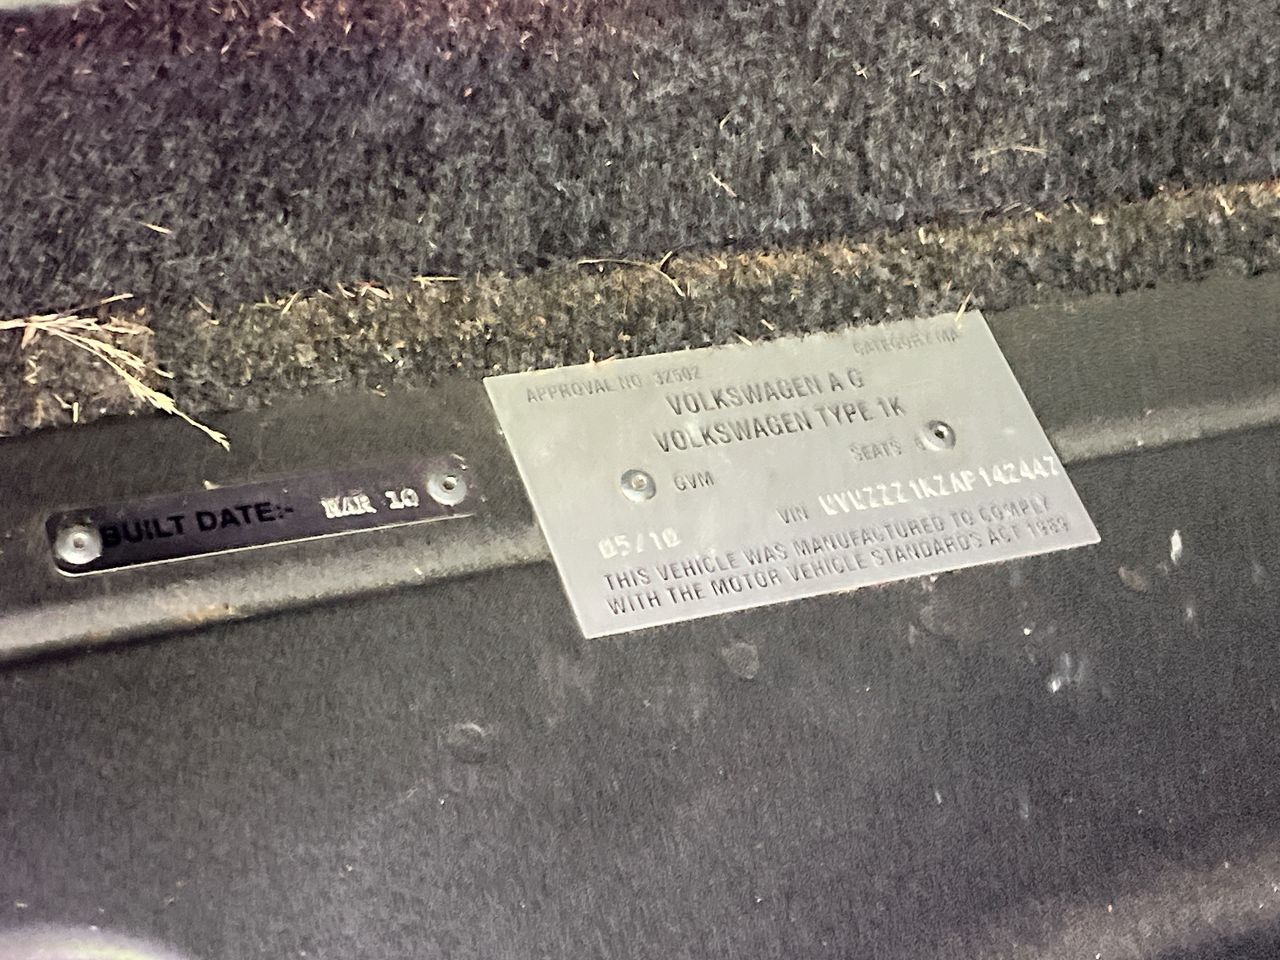 BUILT DATE:- MAR 10
APPROVAL NO. 32502 CATEGORY MA
VOLKSWAGEN A G
VOLKSWAGEN TYPE 1K
GVM SEATS
05/10 VIN
THIS VEHICLE WAS MANUFACTURED TO COMPLY
WITH THE MOTOR VEHICLE STANDARDS ACT 1989